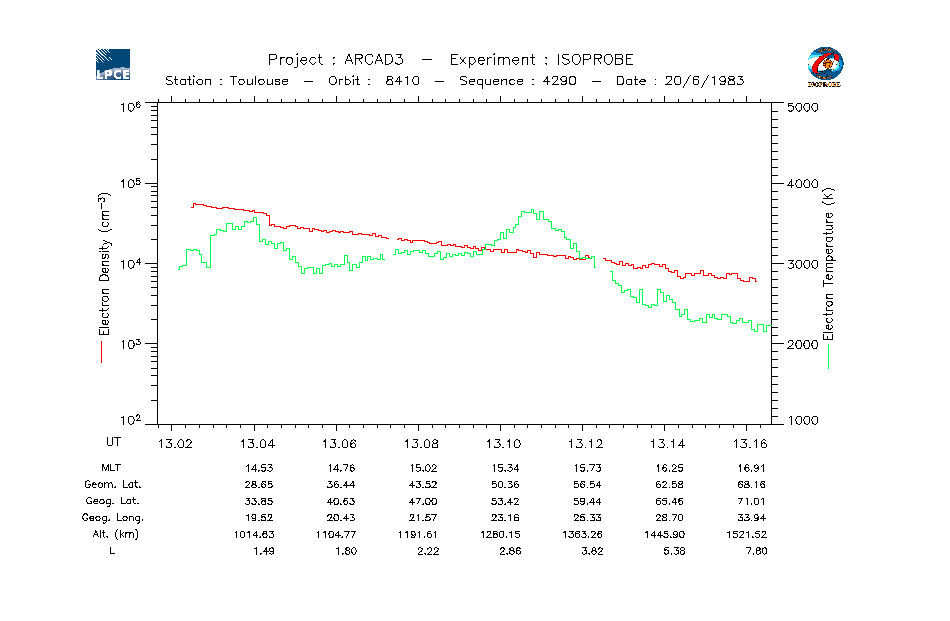 LPCE
Project : ARCAD3 — Experiment : ISOPROBE
ISOPROBE
Station : Toulouse — Orbit : 8410 — Sequence : 4290 — Date : 20/6/1983
10⁶
10⁵
10⁴
10³
10²
Electron Density (cm⁻³)
5000
4000
3000
2000
1000
Electron Temperature (K)
UT 13.02 13.04 13.06 13.08 13.10 13.12 13.14 13.16
MLT 14.53 14.76 15.02 15.34 15.73 16.25 16.91
Geom. Lat. 28.65 36.44 43.52 50.36 56.54 62.58 68.16
Geog. Lat. 33.85 40.63 47.00 53.42 59.44 65.46 71.01
Geog. Long. 19.52 20.43 21.57 23.16 25.33 28.70 33.94
Alt. (km) 1014.63 1104.77 1191.61 1280.15 1363.26 1445.90 1521.52
L 1.49 1.80 2.22 2.86 3.82 5.38 7.80